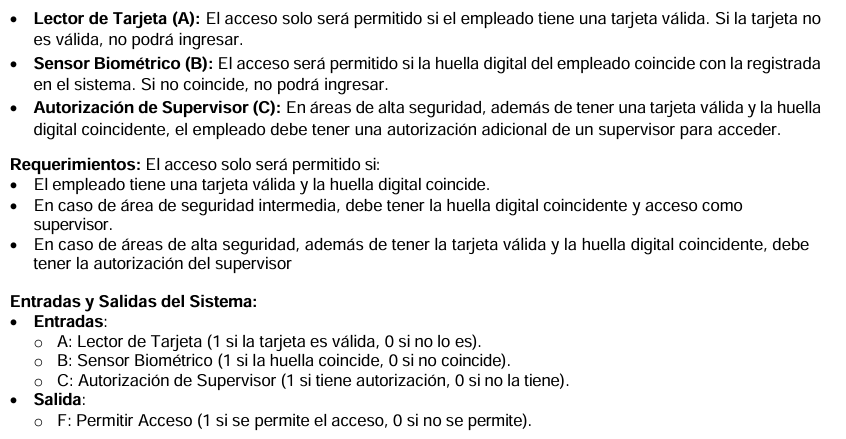 • Lector de Tarjeta (A): El acceso solo será permitido si el empleado tiene una tarjeta válida. Si la tarjeta no
es válida, no podrá ingresar.
• Sensor Biométrico (B): El acceso será permitido si la huella digital del empleado coincide con la registrada
en el sistema. Si no coincide, no podrá ingresar.
• Autorización de Supervisor (C): En áreas de alta seguridad, además de tener una tarjeta válida y la huella
digital coincidente, el empleado debe tener una autorización adicional de un supervisor para acceder.
Requerimientos: El acceso solo será permitido si:
• El empleado tiene una tarjeta válida y la huella digital coincide.
• En caso de área de seguridad intermedia, debe tener la huella digital coincidente y acceso como
supervisor.
• En caso de áreas de alta seguridad, además de tener la tarjeta válida y la huella digital coincidente, debe
tener la autorización del supervisor
Entradas y Salidas del Sistema:
• Entradas:
o A: Lector de Tarjeta (1 si la tarjeta es válida, 0 si no lo es).
o B: Sensor Biométrico (1 si la huella coincide, 0 si no coincide).
o C: Autorización de Supervisor (1 si tiene autorización, 0 si no la tiene).
• Salida:
o F: Permitir Acceso (1 si se permite el acceso, 0 si no se permite).